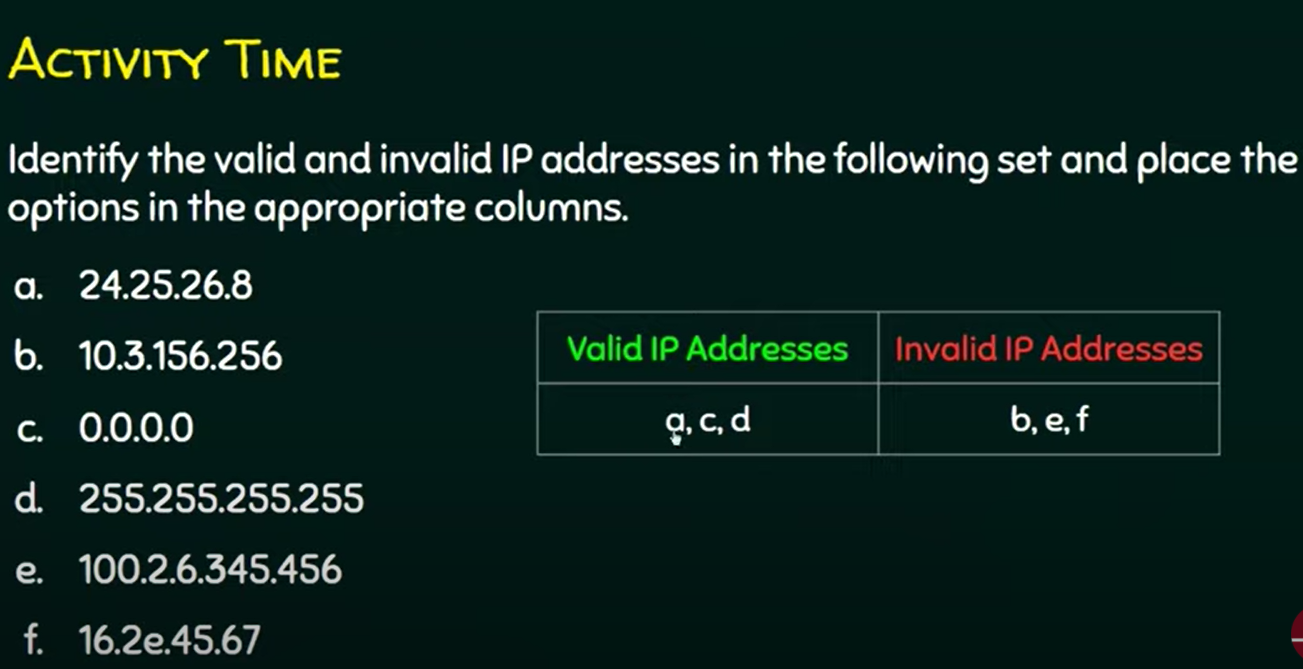 Activity Time
Identify the valid and invalid IP addresses in the following set and place the
options in the appropriate columns.
a. 24.25.26.8
b. 10.3.156.256
c. 0.0.0.0
d. 255.255.255.255
e. 100.2.6.345.456
f. 16.2e.45.67
Valid IP Addresses Invalid IP Addresses
a, c, d b, e, f